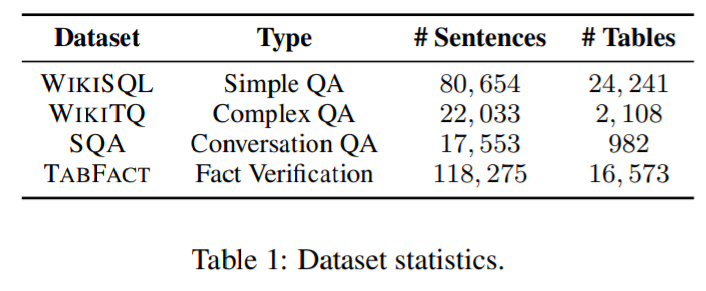 Dataset Type # Sentences # Tables
WIKISQL Simple QA 80, 654 24, 241
WIKITQ Complex QA 22, 033 2, 108
SQA Conversation QA 17, 553 982
TABFACT Fact Verification 118, 275 16, 573
Table 1: Dataset statistics.